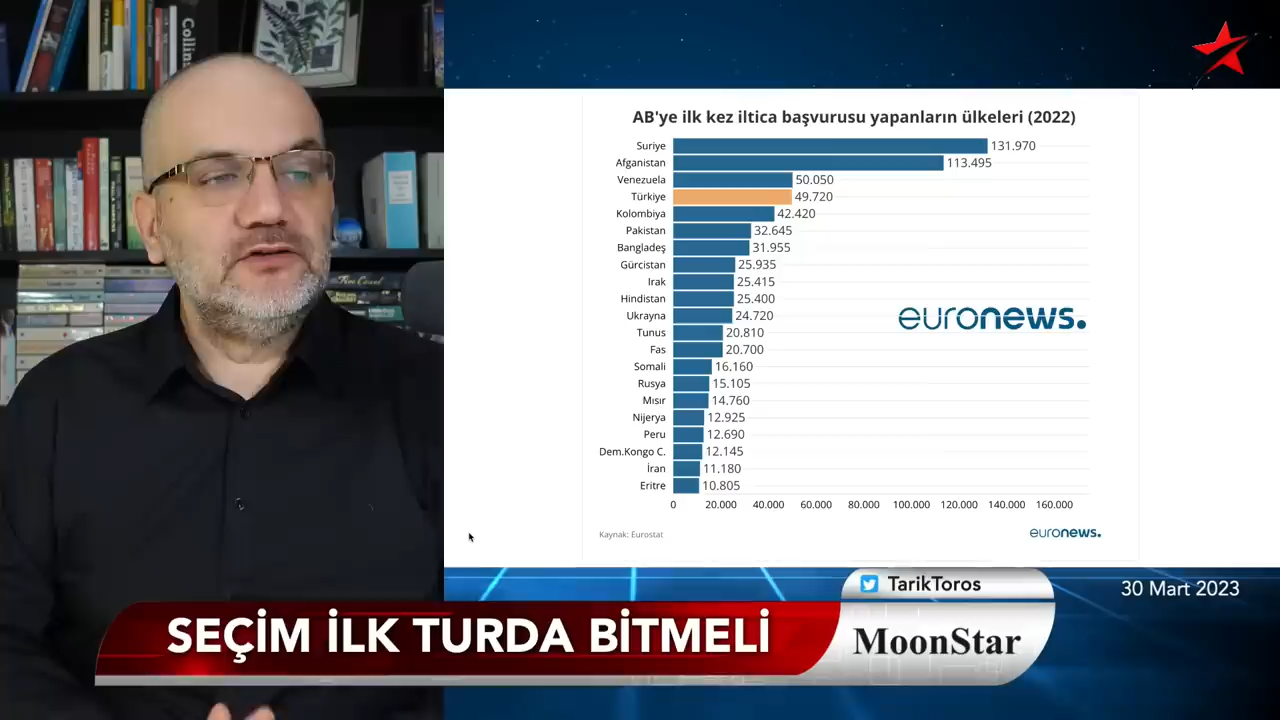 Collins
AB'ye ilk kez iltica başvurusu yapanların ülkeleri (2022)
Suriye 131.970
Afganistan 113.495
Venezuela 50.050
Türkiye 49.720
Kolombiya 42.420
Pakistan 32.645
Bangladeş 31.955
Gürcistan 25.935
Irak 25.415
Hindistan 25.400
Ukrayna 24.720
Tunus 20.810
Fas 20.700
Somali 16.160
Rusya 15.105
Mısır 14.760
Nijerya 12.925
Peru 12.690
Dem.Kongo C. 12.145
İran 11.180
Eritre 10.805
0 20.000 40.000 60.000 80.000 100.000 120.000 140.000 160.000
euronews.
Kaynak: Eurostat
euronews.
TarikToros
30 Mart 2023
SEÇİM İLK TURDA BİTMELİ
MoonStar